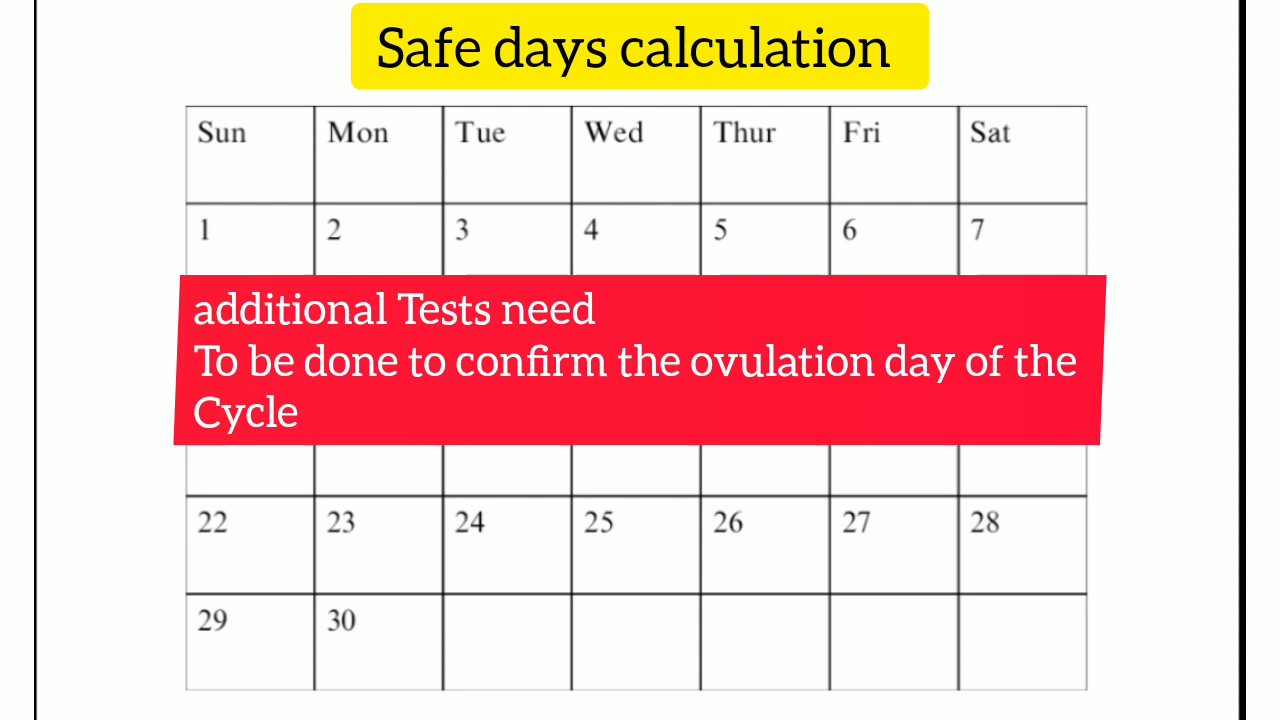 Safe days calculation
Sun Mon Tue Wed Thur Fri Sat
1 2 3 4 5 6 7
additional Tests need
To be done to confirm the ovulation day of the
Cycle
22 23 24 25 26 27 28
29 30